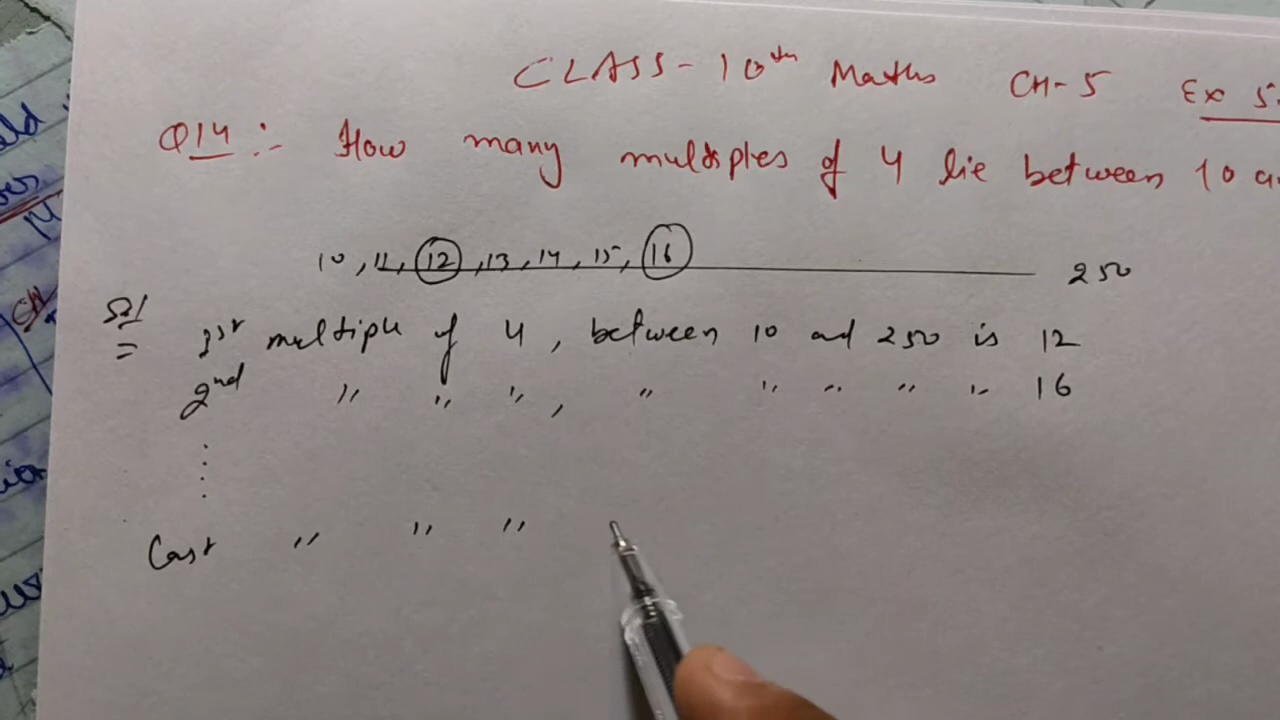 CLASS-10th Maths CH-5 Ex 5.
Q14:- How many multiples of 4 lie between 10
10, 11, 12, 13, 14, 15, 16 250
Sol 1st multiple of 4, between 10 and 250 is 12
2nd " " ", " " " " " 16
Last " " "